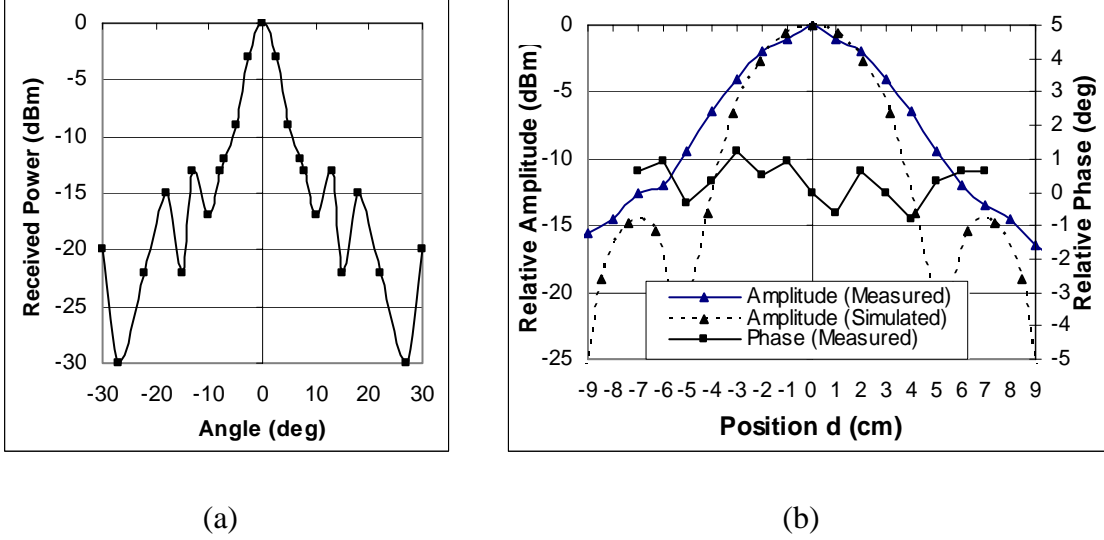 0
-5
-10
-15
-20
-25
-30
-30 -20 -10 0 10 20 30
Received Power (dBm)
Angle (deg)
(a)
0
-5
-10
-15
-20
-25
Relative Amplitude (dBm)
5
4
3
2
1
0
-1
-2
-3
-4
-5
Relative Phase (deg)
Amplitude (Measured)
Amplitude (Simulated)
Phase (Measured)
-9 -8 -7 -6 -5 -4 -3 -2 -1 0 1 2 3 4 5 6 7 8 9
Position d (cm)
(b)